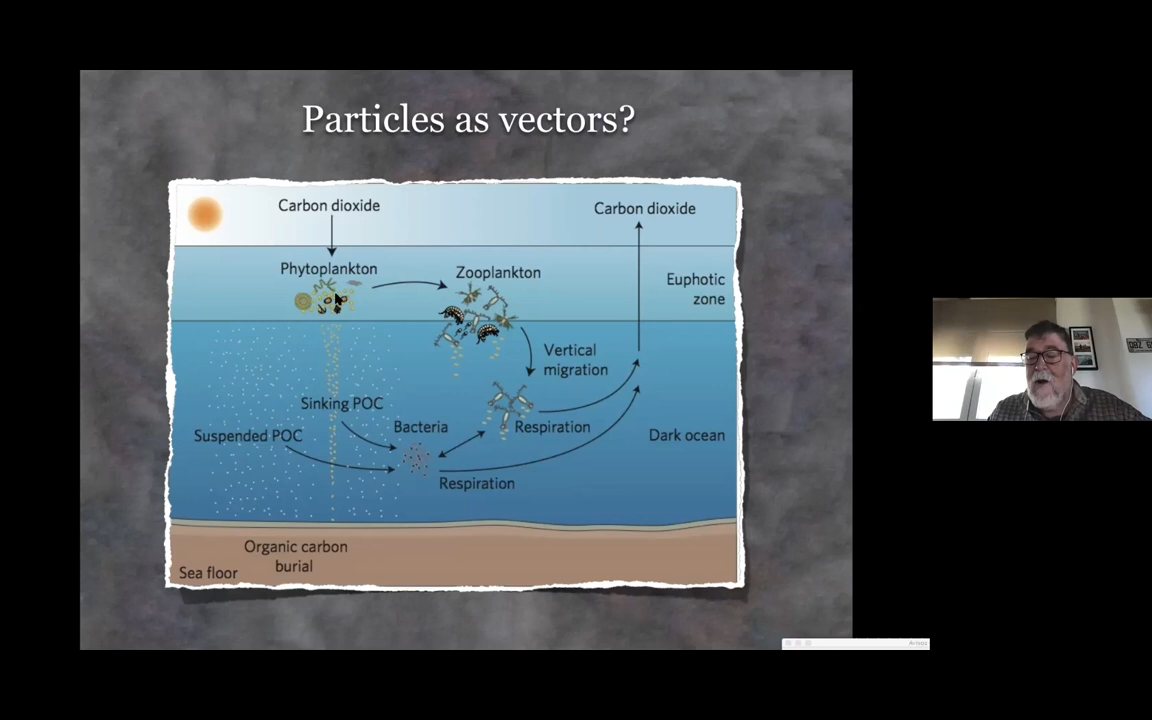 Particles as vectors?
Carbon dioxide
Carbon dioxide
Phytoplankton
Zooplankton
Euphotic
zone
Vertical
migration
Sinking POC
Bacteria
Respiration
Suspended POC
Dark ocean
Respiration
Organic carbon
burial
Sea floor